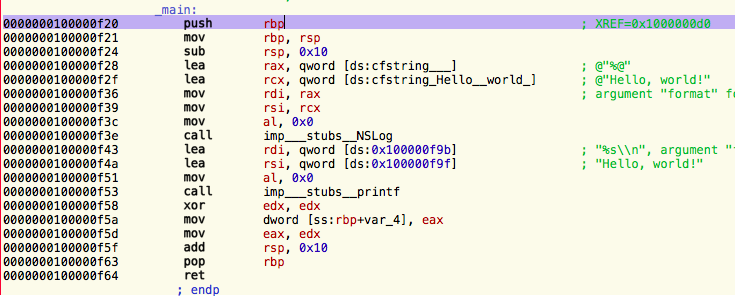 _main:
0000000100000f20 push rbp ; XREF=0x1000000d0
0000000100000f21 mov rbp, rsp
0000000100000f24 sub rsp, 0x10
0000000100000f28 lea rax, qword [ds:cfstring___] ; @"%@"
0000000100000f2f lea rcx, qword [ds:cfstring_Hello__world_] ; @"Hello, world!"
0000000100000f36 mov rdi, rax ; argument "format" fo
0000000100000f39 mov rsi, rcx
0000000100000f3c mov al, 0x0
0000000100000f3e call imp___stubs__NSLog
0000000100000f43 lea rdi, qword [ds:0x100000f9b] ; "%s\\n", argument "
0000000100000f4a lea rsi, qword [ds:0x100000f9f] ; "Hello, world!"
0000000100000f51 mov al, 0x0
0000000100000f53 call imp___stubs__printf
0000000100000f58 xor edx, edx
0000000100000f5a mov dword [ss:rbp+var_4], eax
0000000100000f5d mov eax, edx
0000000100000f5f add rsp, 0x10
0000000100000f63 pop rbp
0000000100000f64 ret
; endp